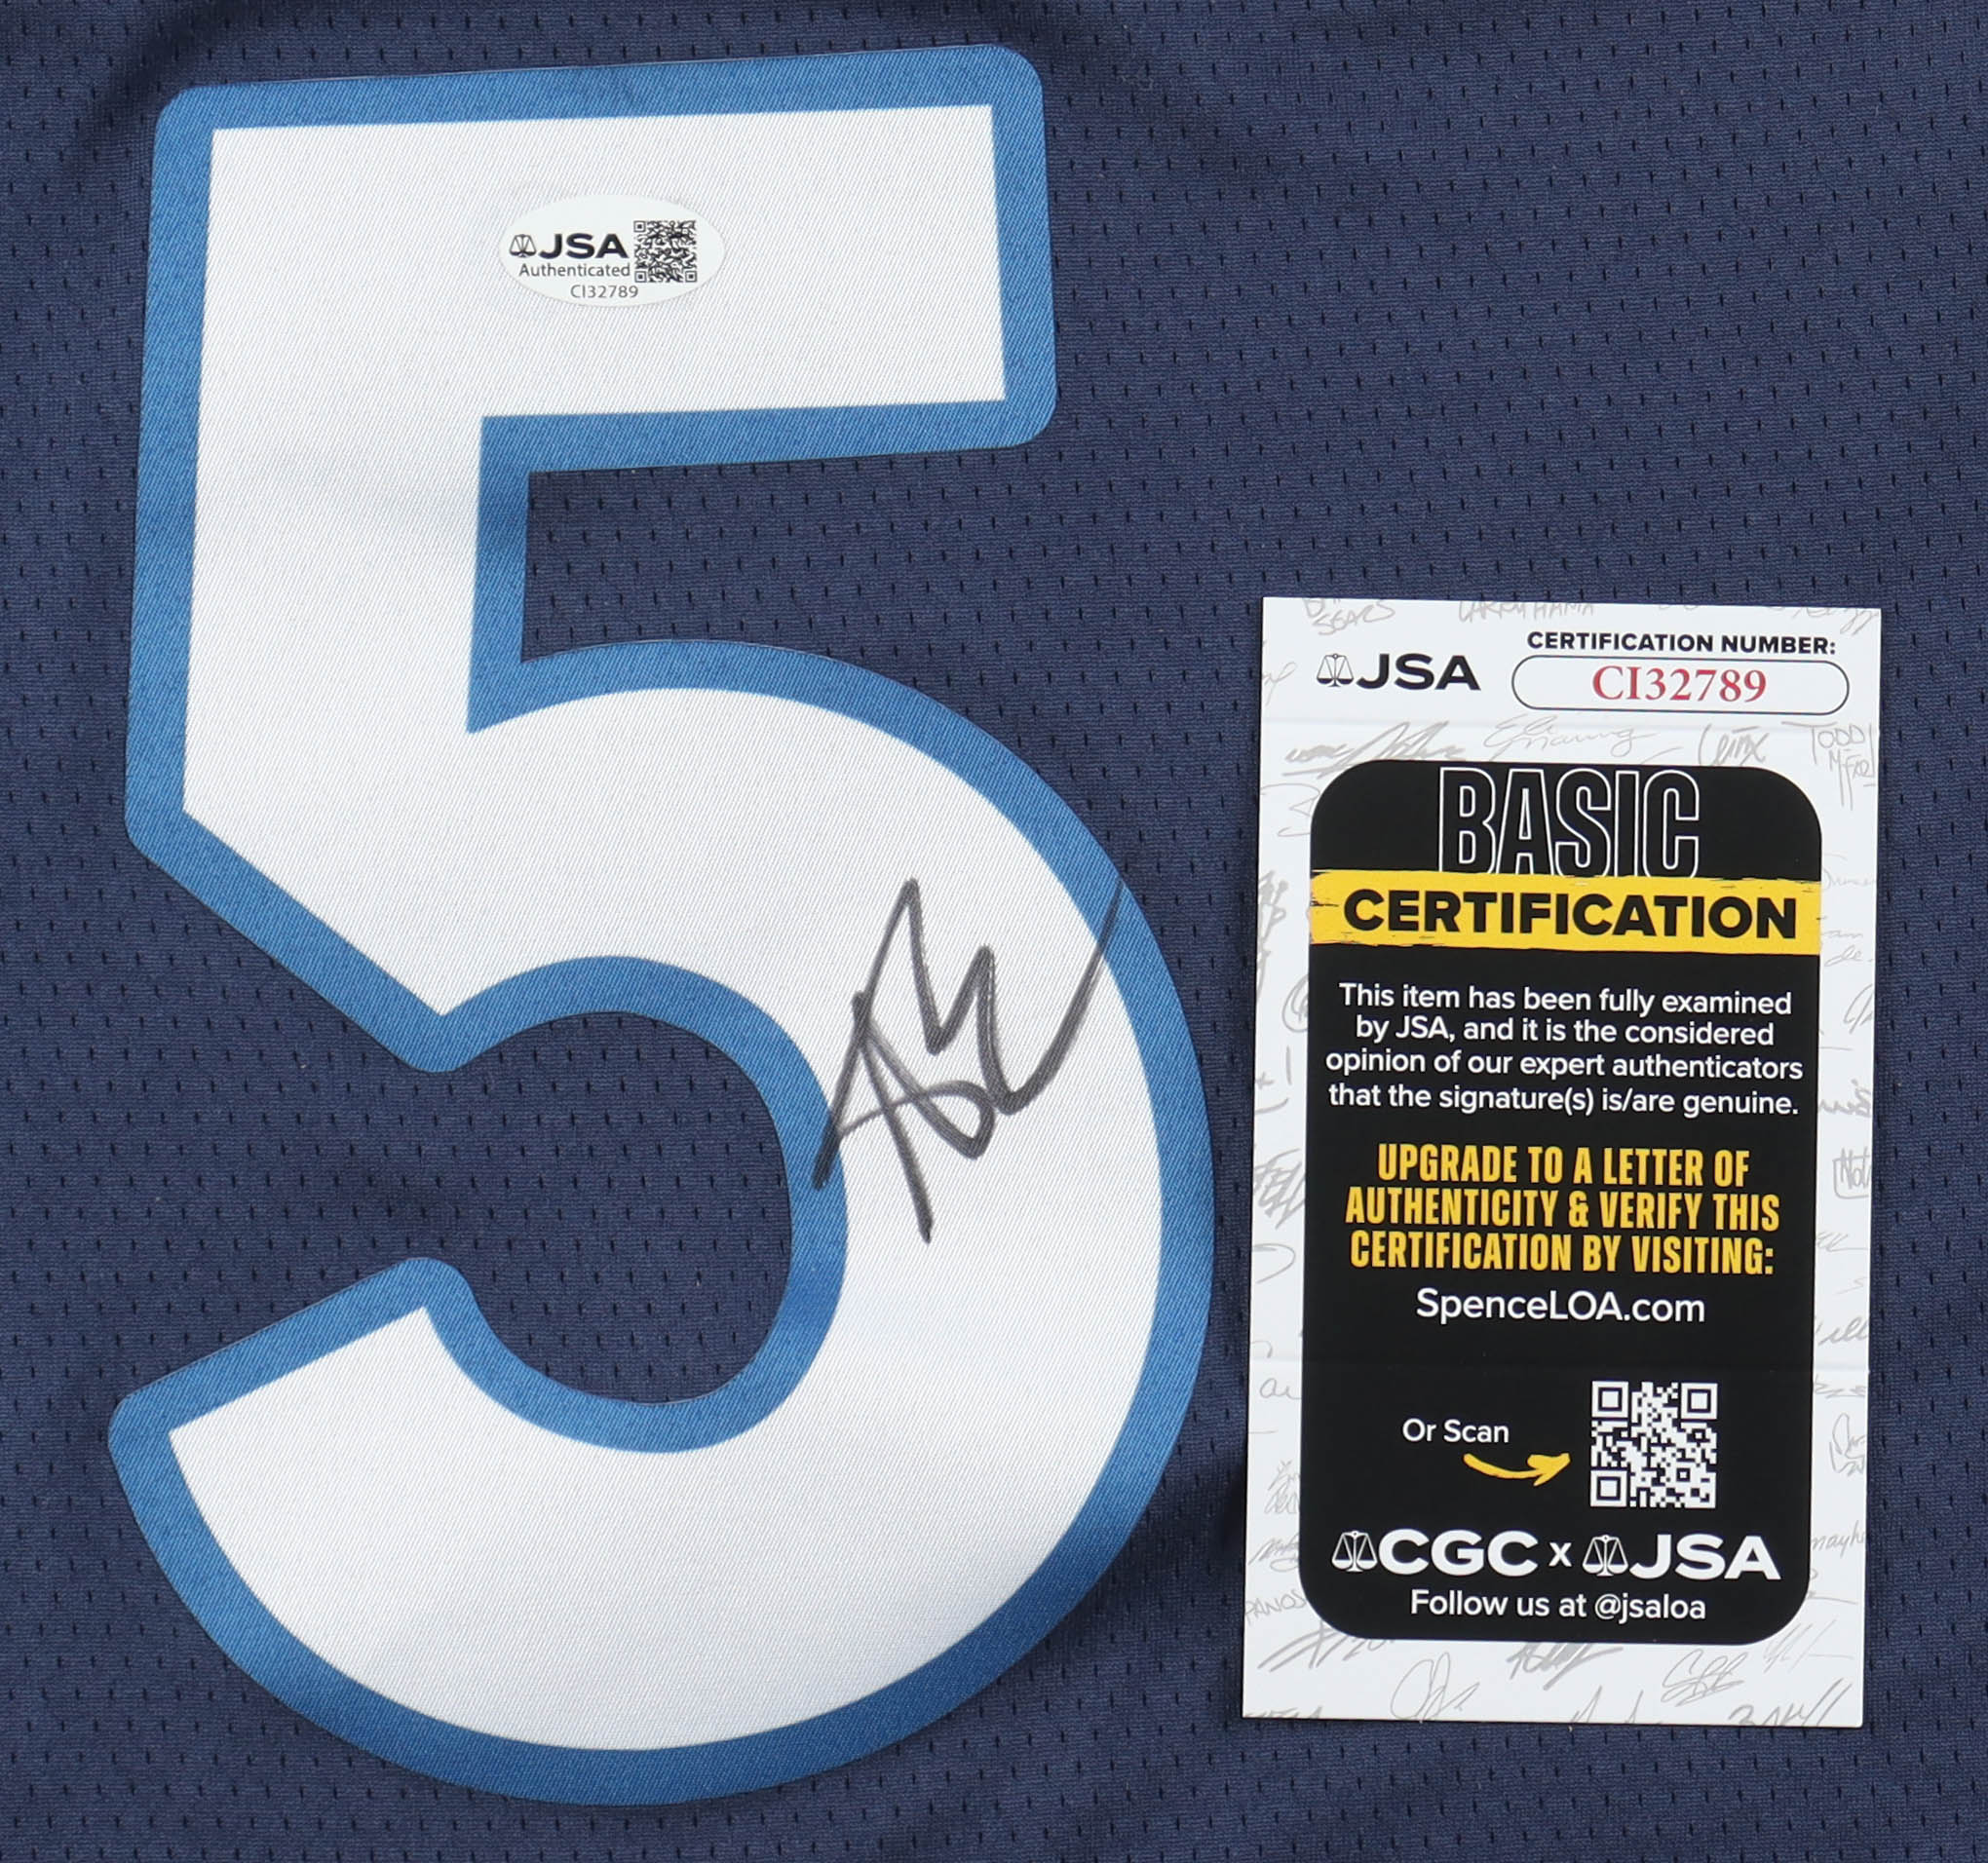 5
JSA
Authenticated
CI32789
JSA
CERTIFICATION NUMBER:
CI32789
BASIC
CERTIFICATION
This item has been fully examined
by JSA, and it is the considered
opinion of our expert authenticators
that the signature(s) is/are genuine.
UPGRADE TO A LETTER OF
AUTHENTICITY & VERIFY THIS
CERTIFICATION BY VISITING:
SpenceLOA.com
Or Scan
CGC x JSA
Follow us at @jsaloa